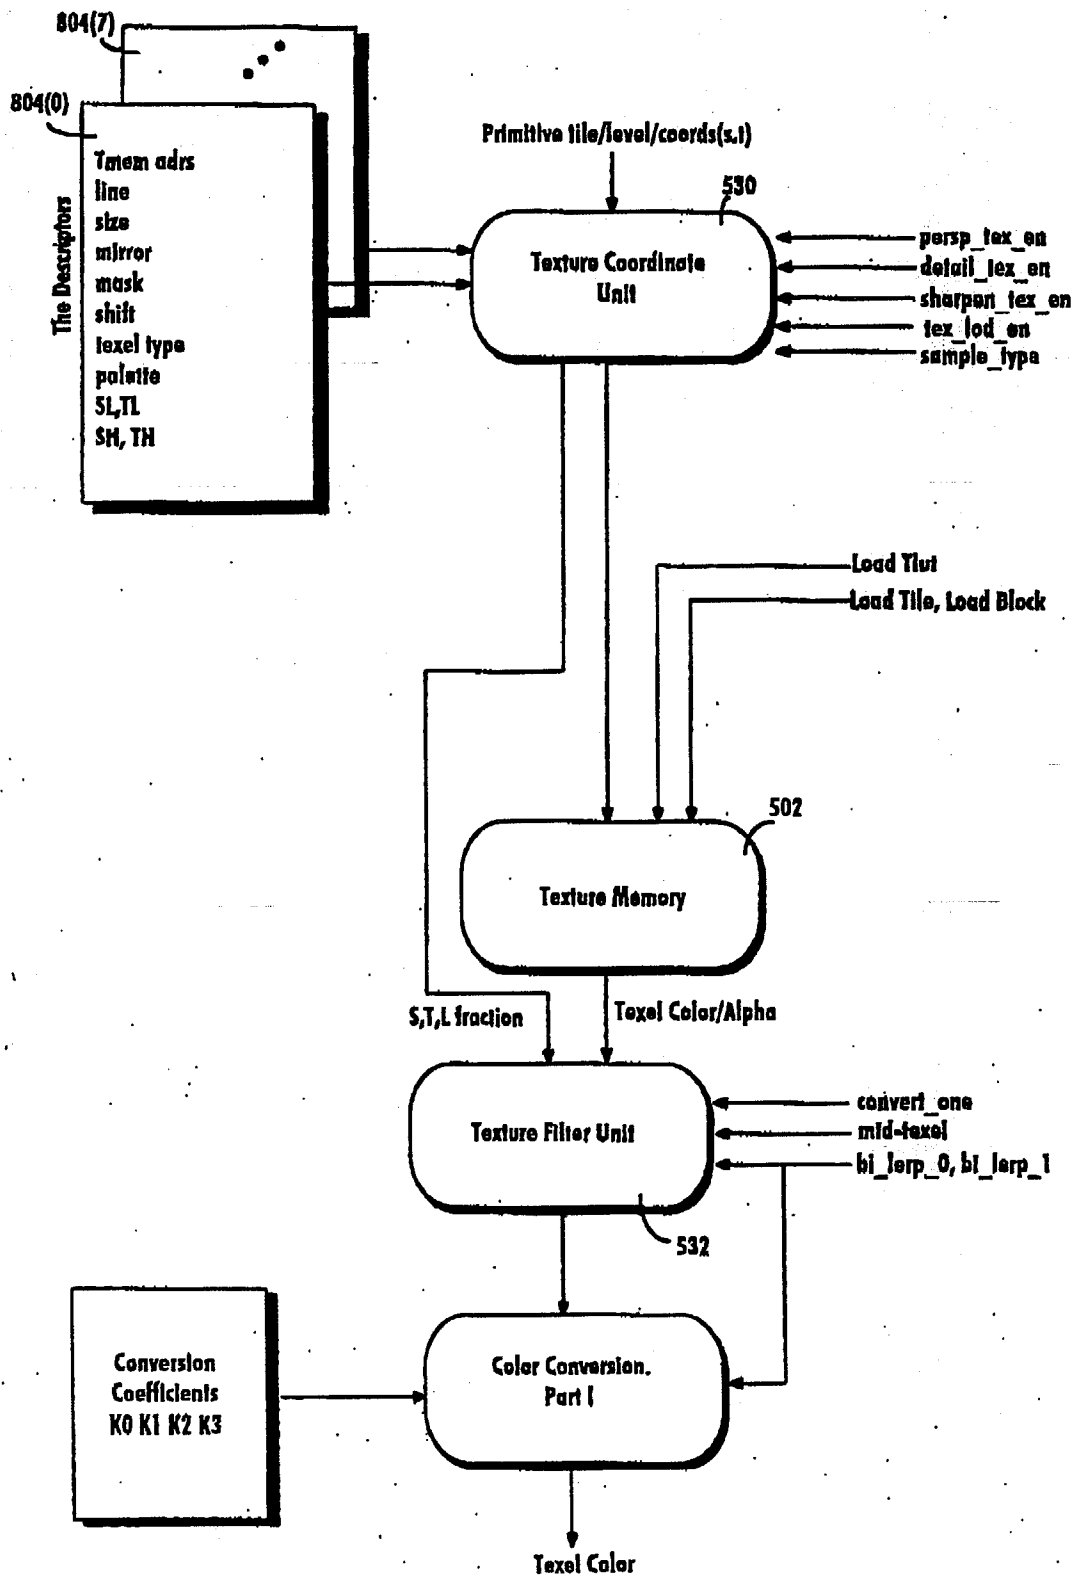 804(7)
804(0)
The Descriptors
Tmem adrs
line
size
mirror
mask
shift
texel type
palette
SL,TL
SH, TH
Primitive tile/level/coords(s,t)
530
Texture Coordinate
Unit
persp_tex_en
detail_tex_en
sharpen_tex_en
tex_lod_en
sample_type
Load Tlut
Load Tile, Load Block
502
Texture Memory
S,T,L fraction
Texel Color/Alpha
Texture Filter Unit
convert_one
mid-texel
bi_lerp_0, bi_lerp_1
532
Conversion
Coefficients
K0 K1 K2 K3
Color Conversion.
Part I
Texel Color